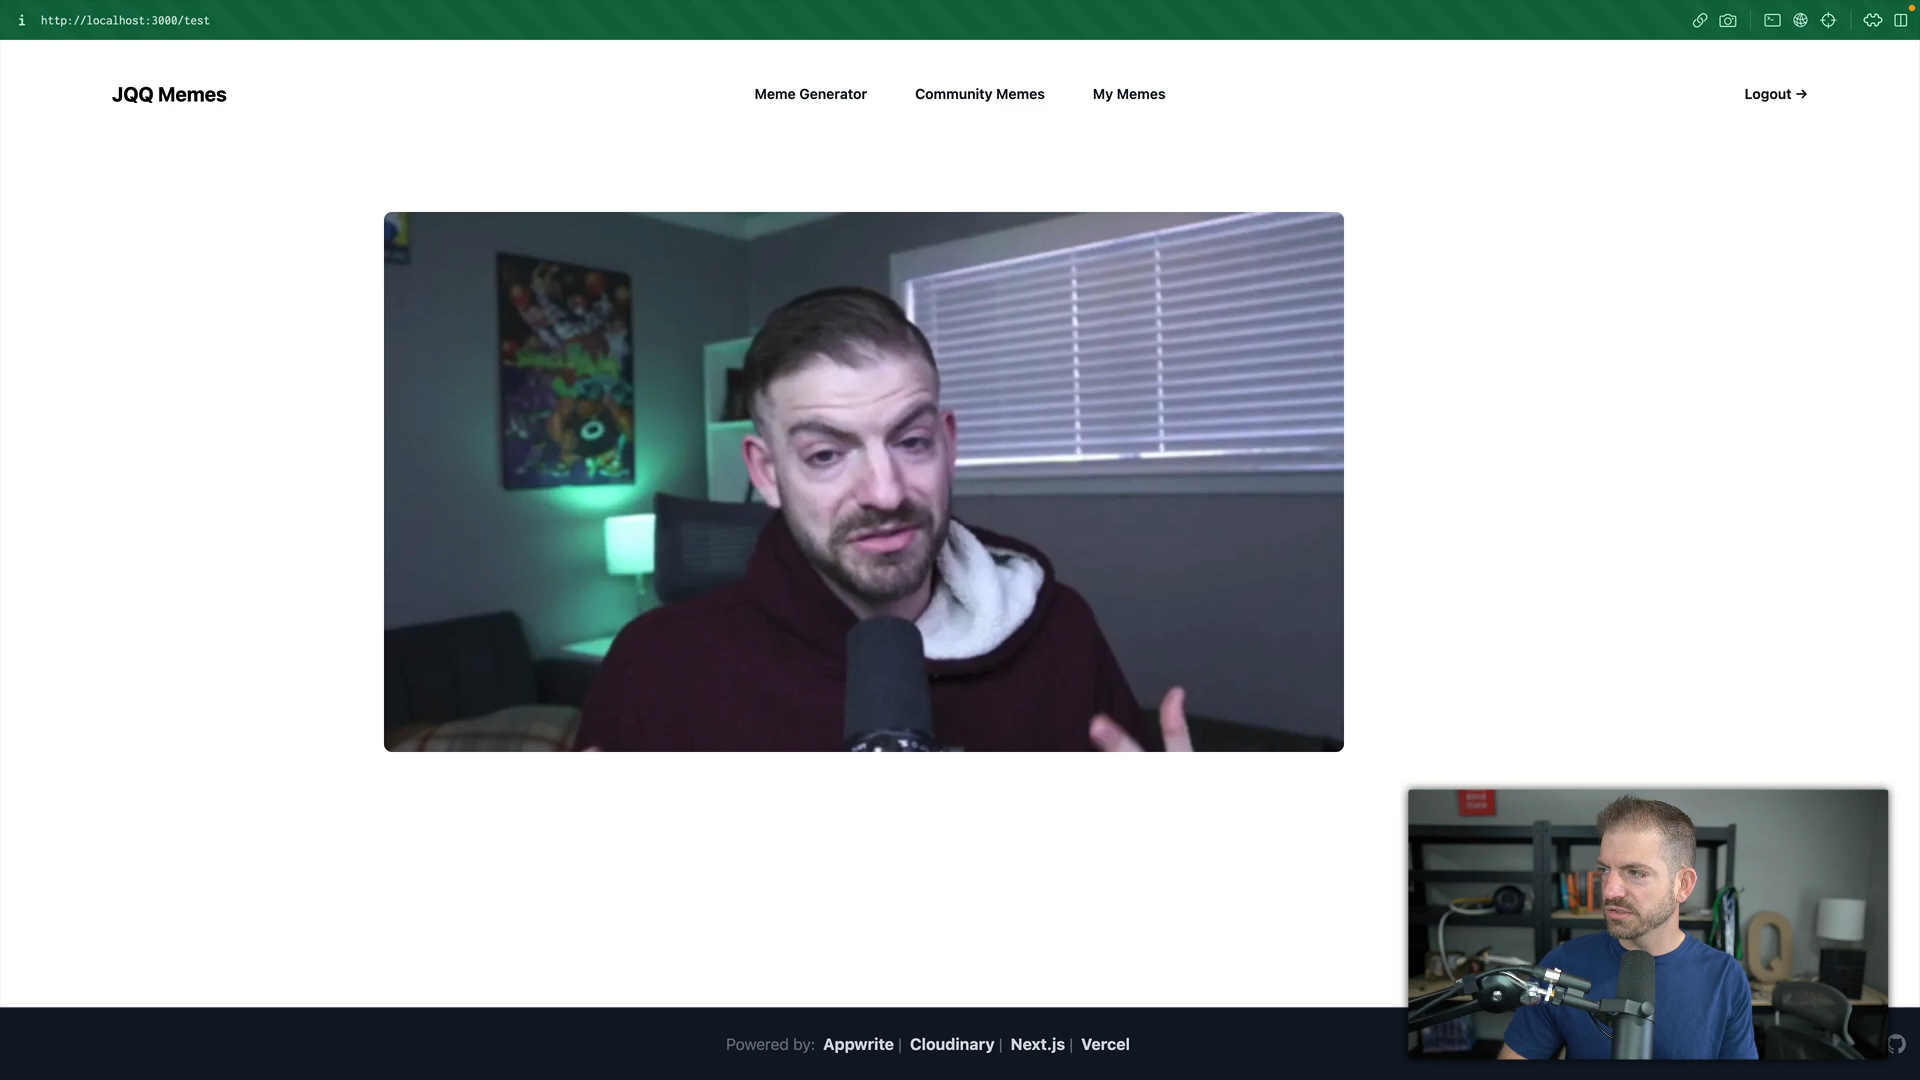 i http://localhost:3000/test
JQQ Memes
Meme Generator Community Memes My Memes
Logout →
Powered by: Appwrite | Cloudinary | Next.js | Vercel